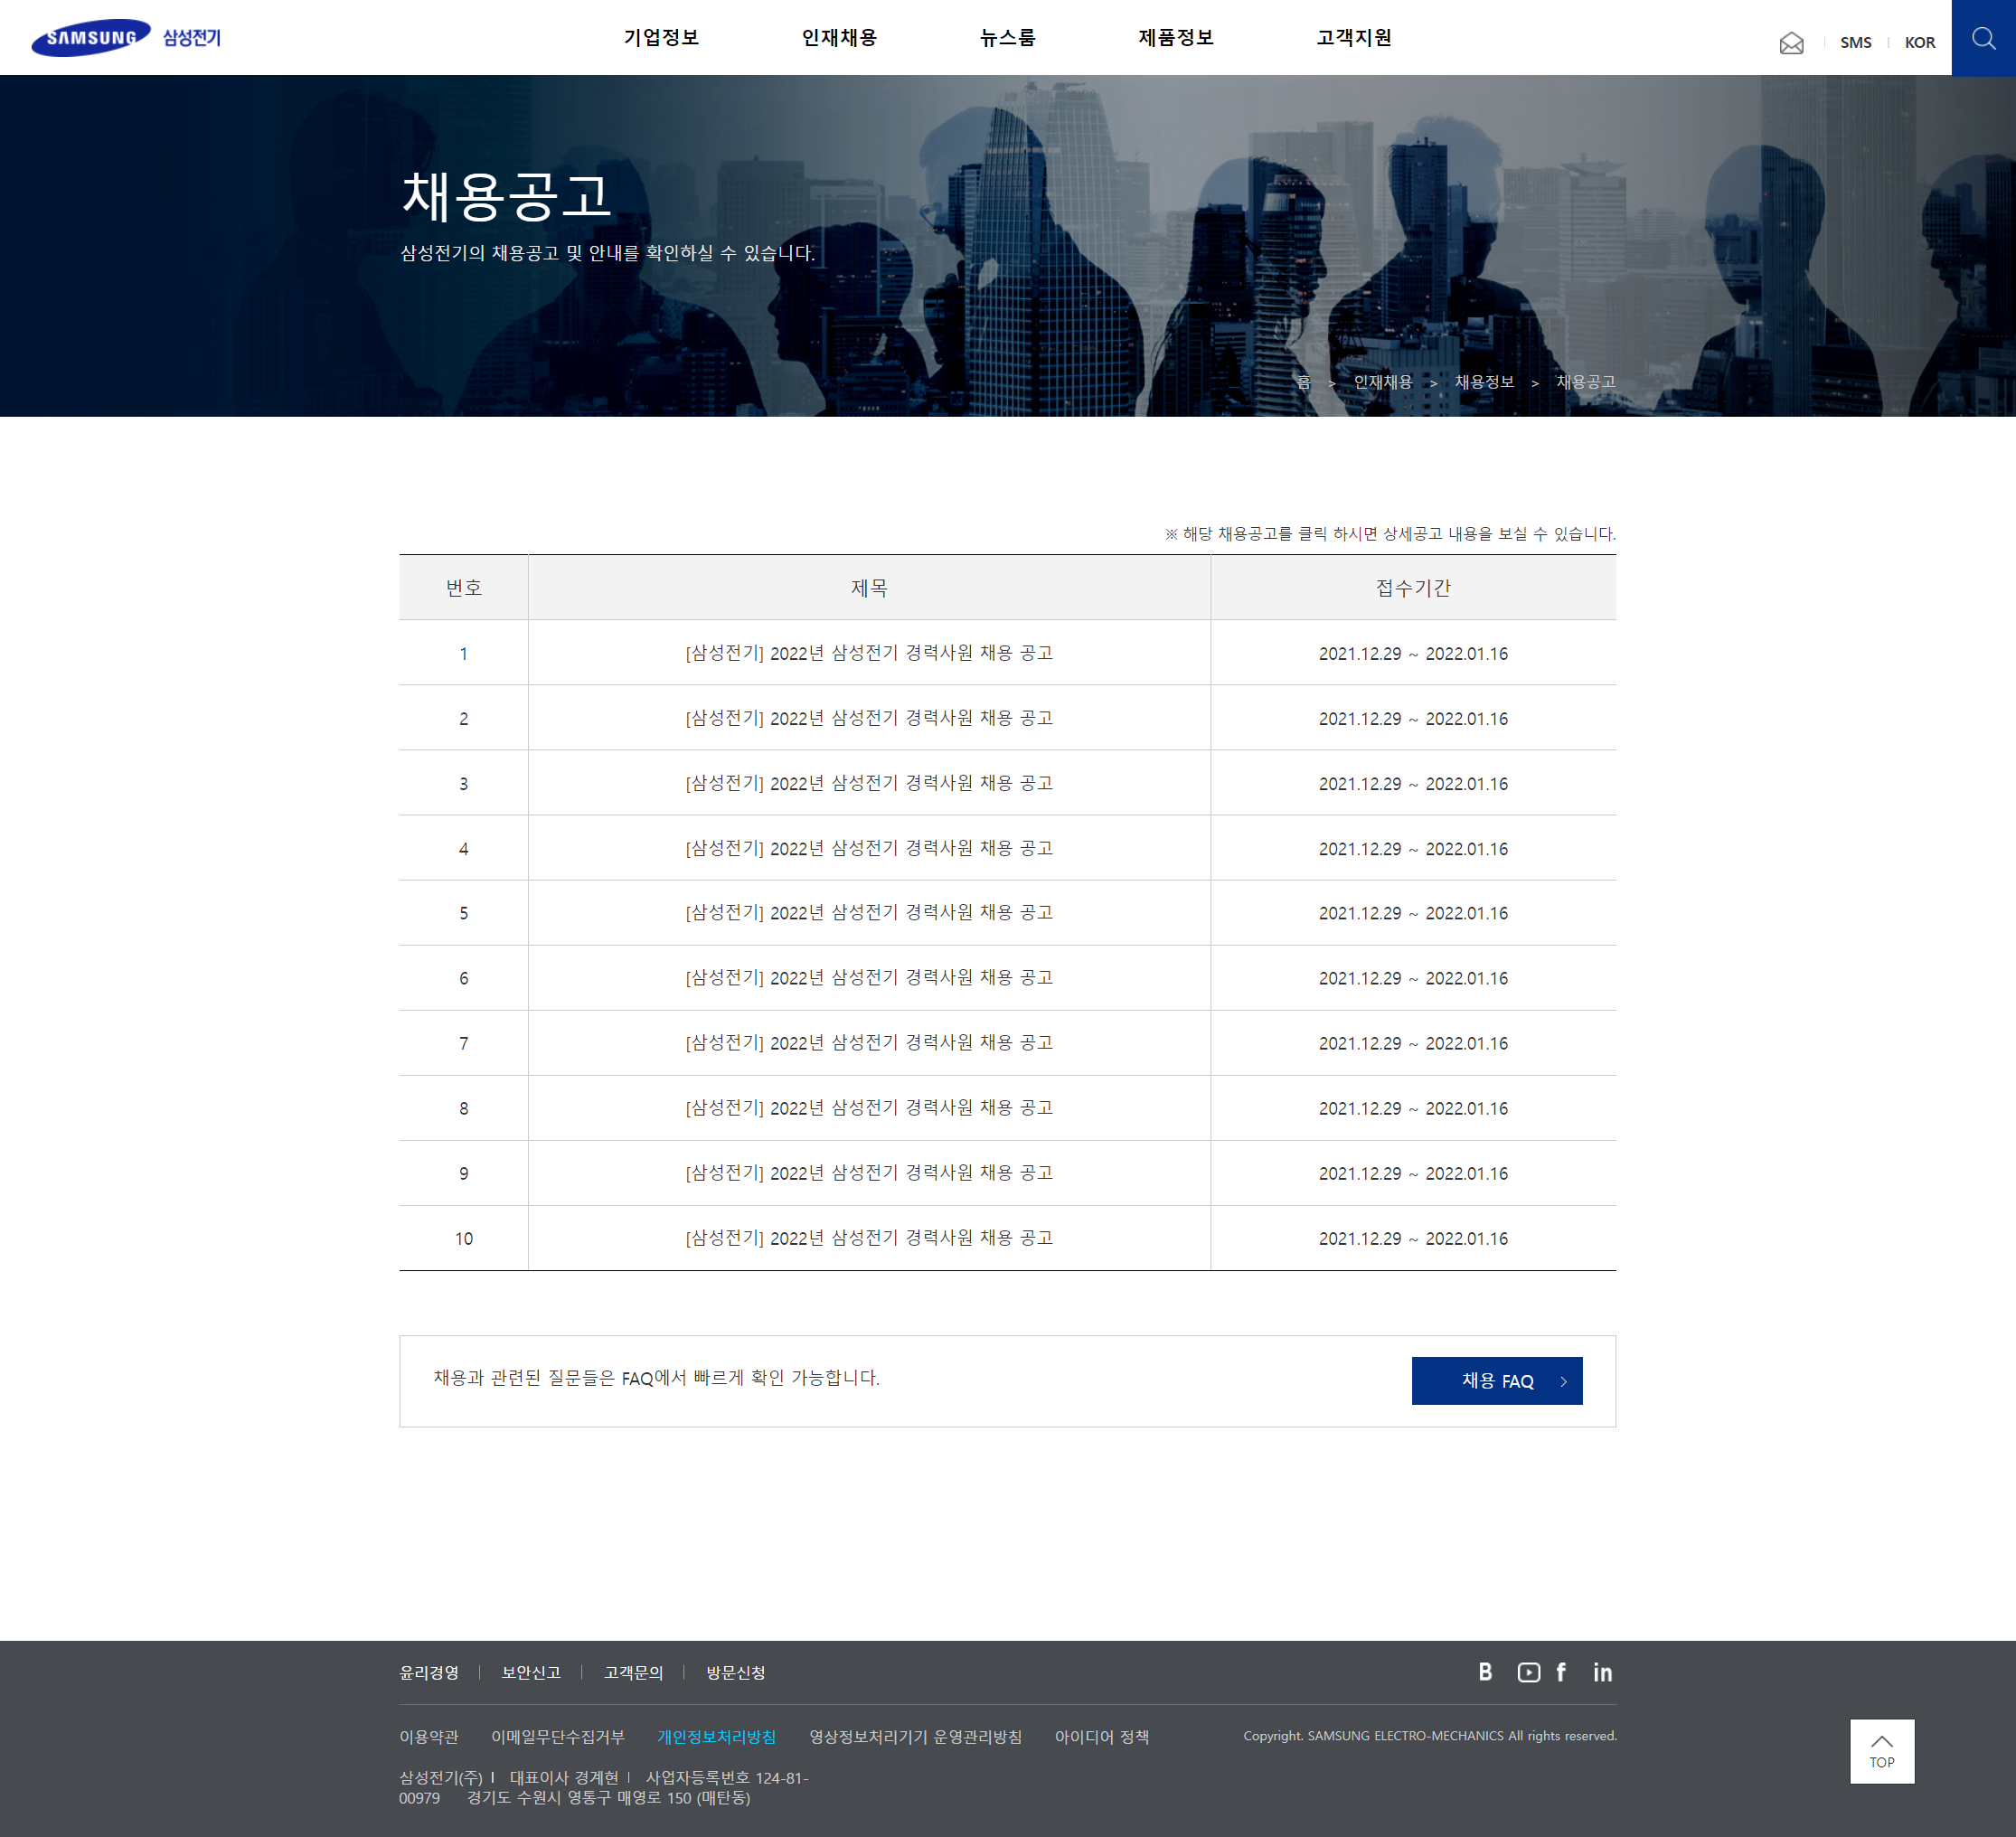 SAMSUNG 삼성전기
기업정보 인재채용 뉴스룸 제품정보 고객지원
SMS KOR
채용공고
삼성전기의 채용공고 및 안내를 확인하실 수 있습니다.
홈 > 인재채용 > 채용정보 > 채용공고
※ 해당 채용공고를 클릭 하시면 상세공고 내용을 보실 수 있습니다.
번호 제목 접수기간
1 [삼성전기] 2022년 삼성전기 경력사원 채용 공고 2021.12.29 ~ 2022.01.16
2 [삼성전기] 2022년 삼성전기 경력사원 채용 공고 2021.12.29 ~ 2022.01.16
3 [삼성전기] 2022년 삼성전기 경력사원 채용 공고 2021.12.29 ~ 2022.01.16
4 [삼성전기] 2022년 삼성전기 경력사원 채용 공고 2021.12.29 ~ 2022.01.16
5 [삼성전기] 2022년 삼성전기 경력사원 채용 공고 2021.12.29 ~ 2022.01.16
6 [삼성전기] 2022년 삼성전기 경력사원 채용 공고 2021.12.29 ~ 2022.01.16
7 [삼성전기] 2022년 삼성전기 경력사원 채용 공고 2021.12.29 ~ 2022.01.16
8 [삼성전기] 2022년 삼성전기 경력사원 채용 공고 2021.12.29 ~ 2022.01.16
9 [삼성전기] 2022년 삼성전기 경력사원 채용 공고 2021.12.29 ~ 2022.01.16
10 [삼성전기] 2022년 삼성전기 경력사원 채용 공고 2021.12.29 ~ 2022.01.16
채용과 관련된 질문들은 FAQ에서 빠르게 확인 가능합니다.
채용 FAQ
윤리경영 보안신고 고객문의 방문신청
B f in
이용약관 이메일무단수집거부 개인정보처리방침 영상정보처리기기 운영관리방침 아이디어 정책
Copyright. SAMSUNG ELECTRO-MECHANICS All rights reserved.
TOP
삼성전기(주) | 대표이사 경계현 | 사업자등록번호 124-81-
00979 경기도 수원시 영통구 매영로 150 (매탄동)